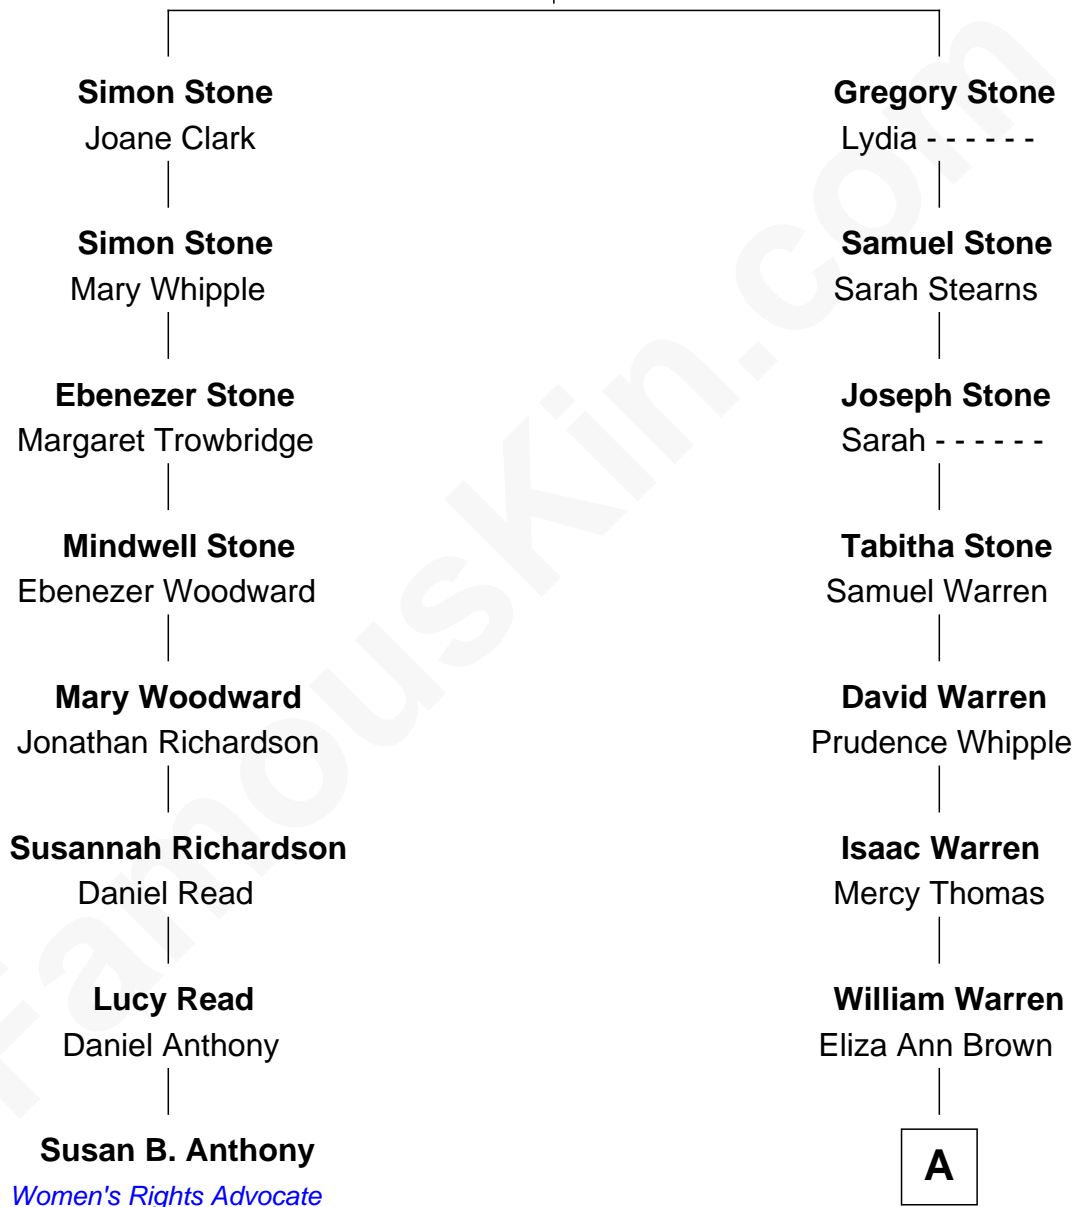 Simon Stone
Joane Clark
Simon Stone
Mary Whipple
Ebenezer Stone
Margaret Trowbridge
Mindwell Stone
Ebenezer Woodward
Mary Woodward
Jonathan Richardson
Susannah Richardson
Daniel Read
Lucy Read
Daniel Anthony
Susan B. Anthony
Women's Rights Advocate
Gregory Stone
Lydia - - - - - -
Samuel Stone
Sarah Stearns
Joseph Stone
Sarah - - - - - -
Tabitha Stone
Samuel Warren
David Warren
Prudence Whipple
Isaac Warren
Mercy Thomas
William Warren
Eliza Ann Brown
A
FamousKin.com